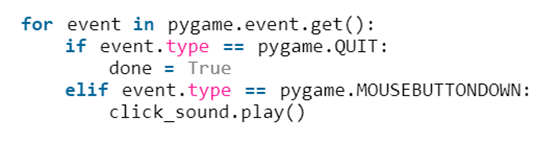 for event in pygame.event.get():
    if event.type == pygame.QUIT:
        done = True
    elif event.type == pygame.MOUSEBUTTONDOWN:
        click_sound.play()